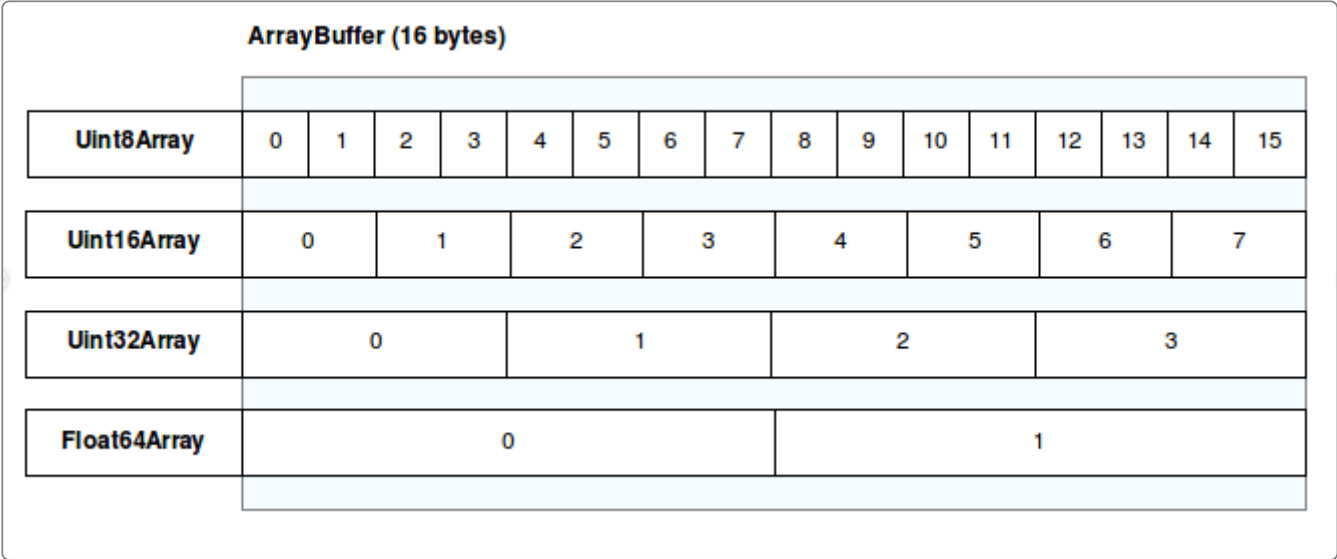 ArrayBuffer (16 bytes)
Uint8Array 0 1 2 3 4 5 6 7 8 9 10 11 12 13 14 15
Uint16Array 0 1 2 3 4 5 6 7
Uint32Array 0 1 2 3
Float64Array 0 1